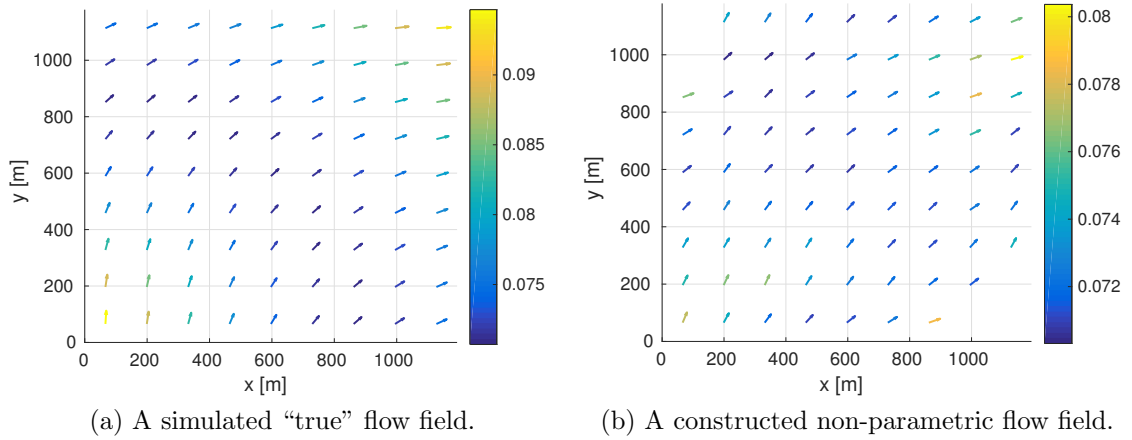 1000
800
600
400
200
0
y [m]
0 200 400 600 800 1000
x [m]
0.09
0.085
0.08
0.075
(a) A simulated “true” flow field.
1000
800
600
400
200
0
y [m]
200 400 600 800 1000
x [m]
0.08
0.078
0.076
0.074
0.072
(b) A constructed non-parametric flow field.